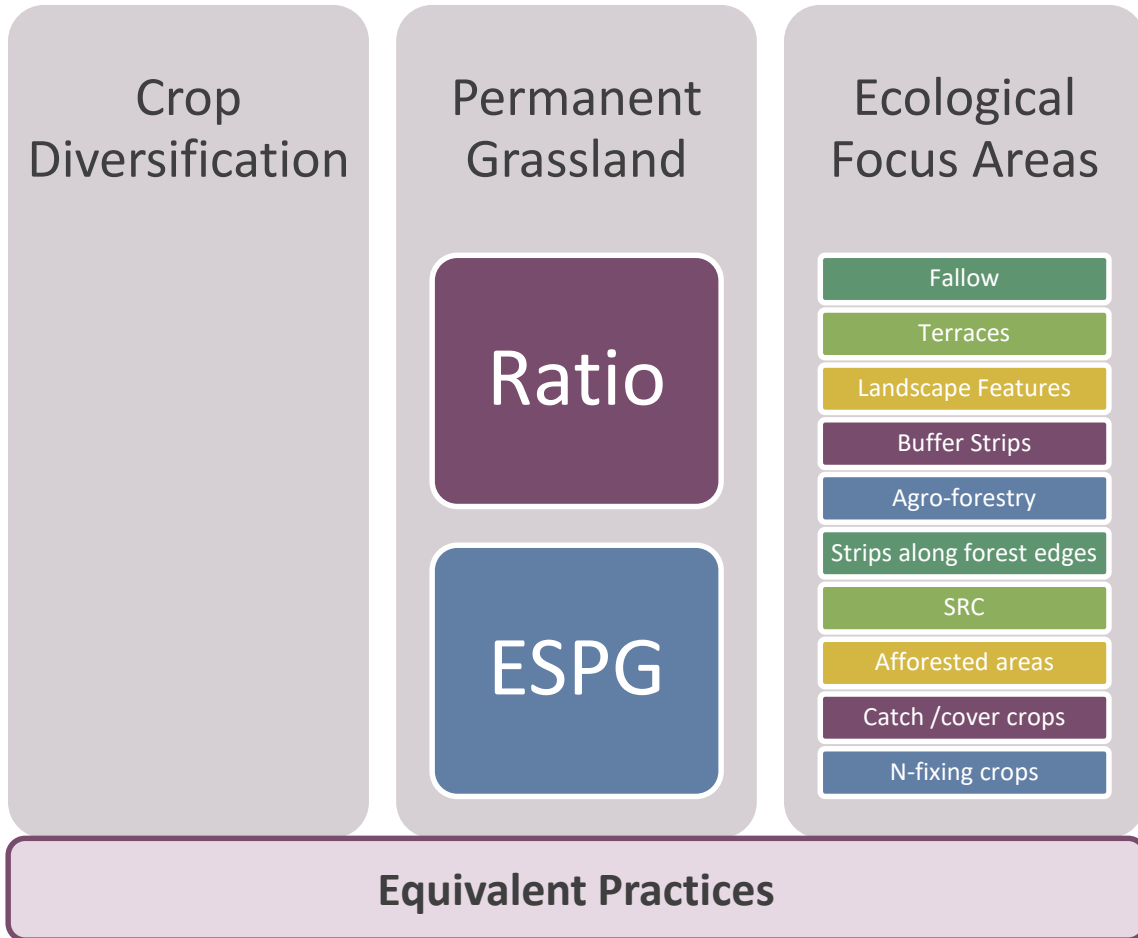 Crop
Diversification
Permanent
Grassland
Ratio
ESPG
Ecological
Focus Areas
Fallow
Terraces
Landscape Features
Buffer Strips
Agro-forestry
Strips along forest edges
SRC
Afforested areas
Catch /cover crops
N-fixing crops
Equivalent Practices